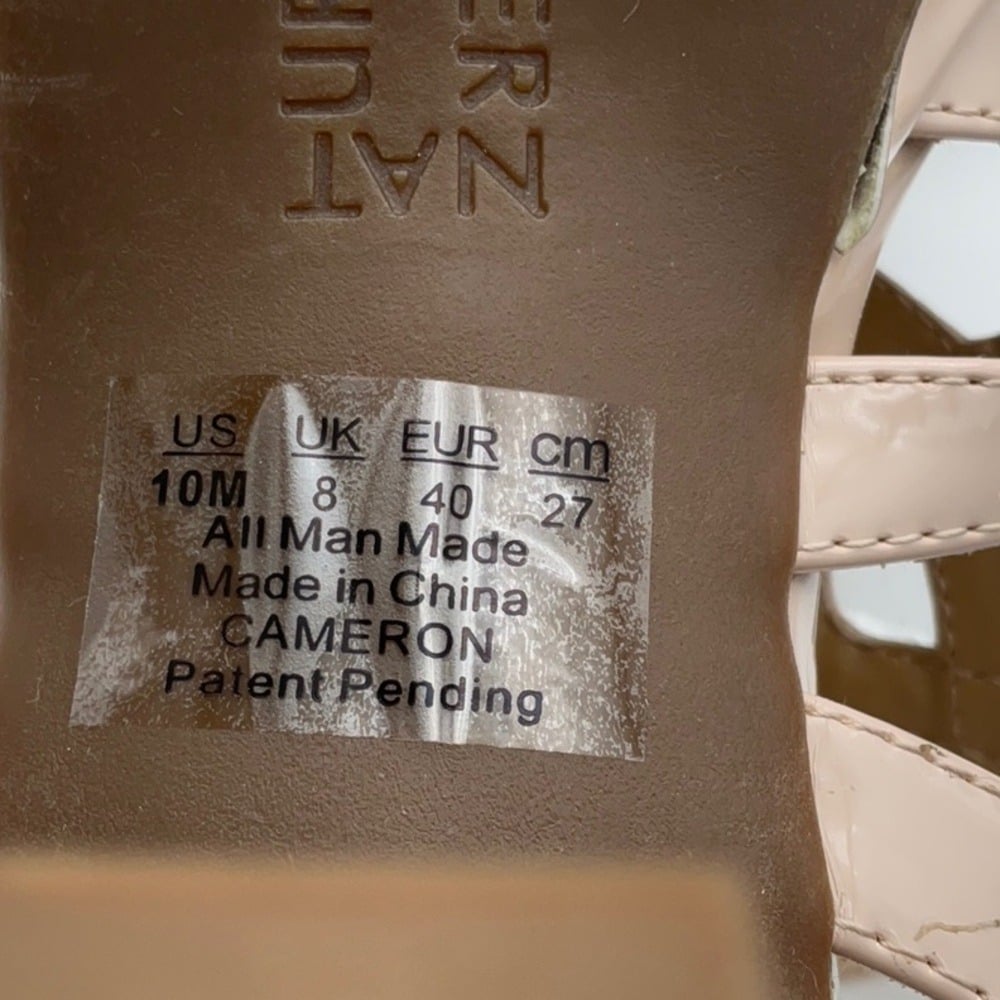 US UK EUR cm
10M 8 40 27
All Man Made
Made in China
CAMERON
Patent Pending